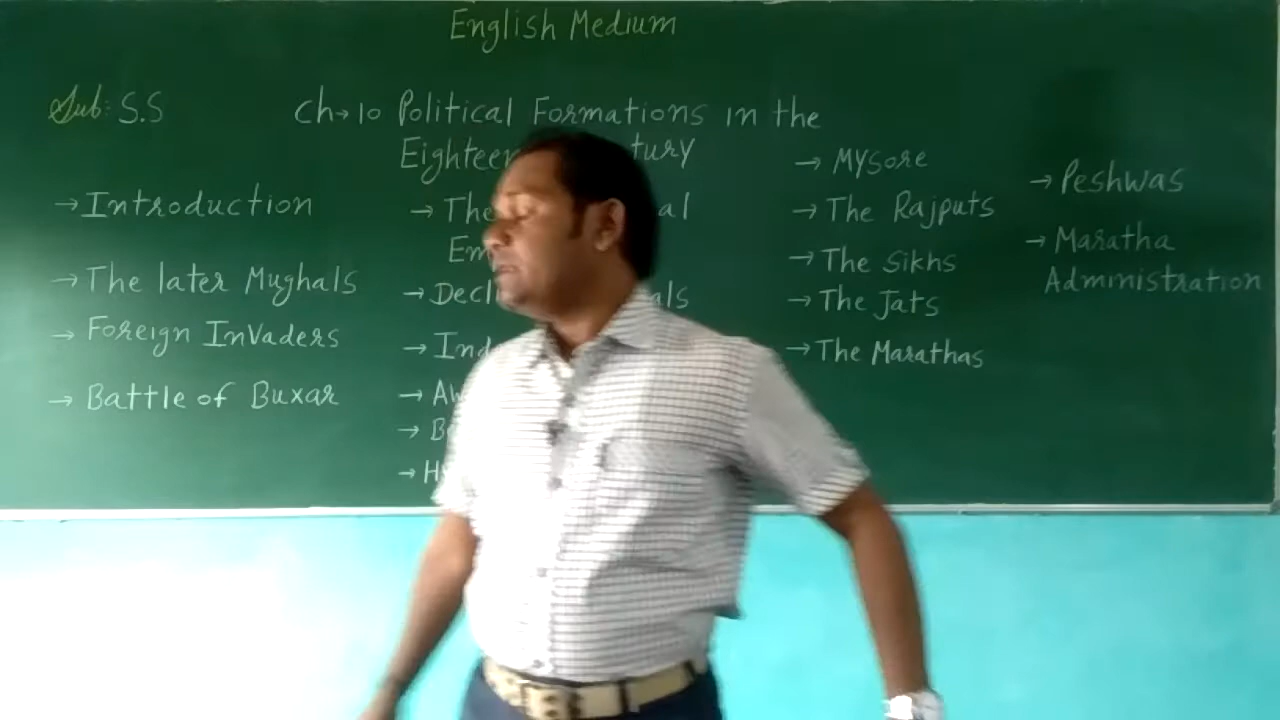 English Medium
Sub: S.S
Ch→10 Political Formations in the
→ Introduction
→ The later Mughals
→ Foreign Invaders
→ Battle of Buxar
→ The
→ Mysore
→ The Rajputs
→ The Sikhs
→ The Jats
→ The Marathas
→ Peshwas
→ Maratha
Administration